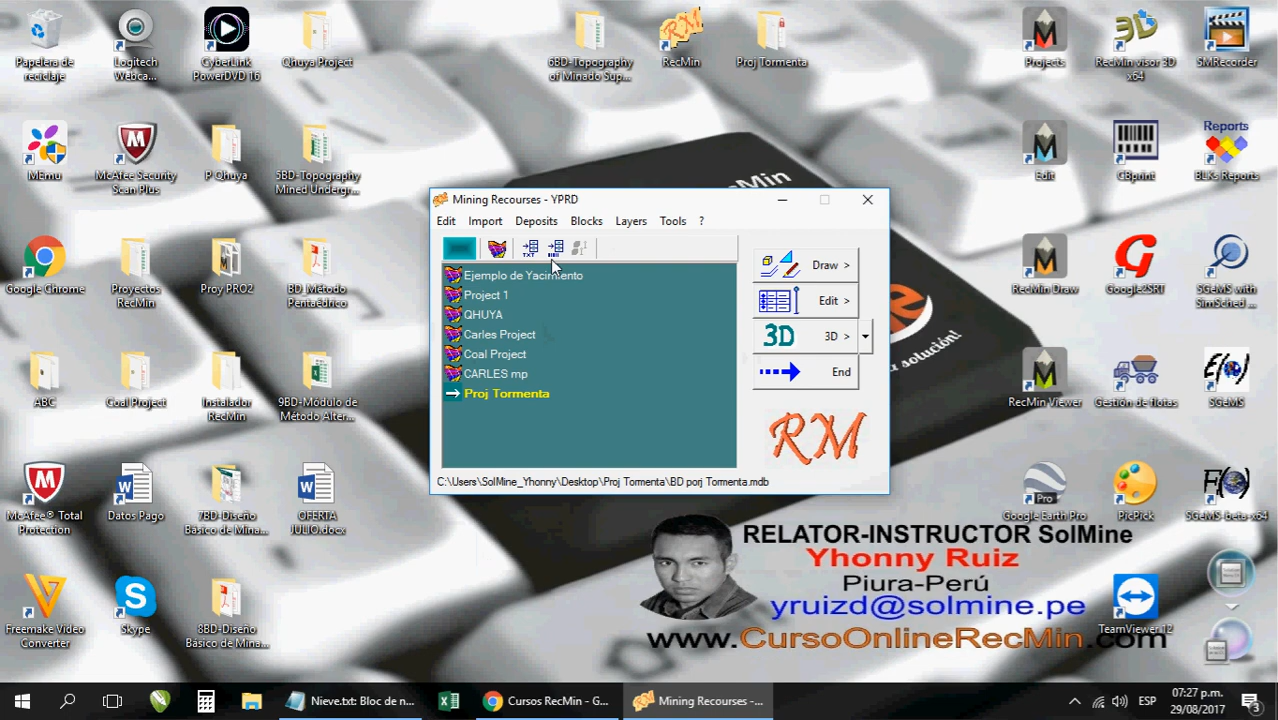 Papelera de
reciclaje
Logitech
Webca...
CyberLink
PowerDVD 16
Qhuya Project
6BD-Topography
of Minado Sup...
RecMin
Proj Tormenta
Projects
RecMin visor 3D
x64
SMRecorder
MEmu
McAfee Security
Scan Plus
P Qhuya
5BD-Topography
Mined Undergr...
Edit
GBprint
Reports
BLKs Reports
Google Chrome
Proyectos
RecMin
Proy PRO2
BD Método
Pentaédrico
RecMin Draw
Google2SRT
SGeMS with
SimSched ...
ABC
Coal Project
Instalador
RecMin
9BD-Módulo de
Método Alter...
RecMin Viewer
Gestión de flotas
SGeMS
McAfee® Total
Protection
Datos Pago
7BD-Diseño
Básico de Mina...
OFERTA
JULIO.docx
Pro
Google Earth Pro
PicPick
SGeMS-beta-x64
Freemake Video
Converter
Skype
8BD-Diseño
Básico de Mina...
TeamViewer 12
Mining Recourses - YPRD
Edit Import Deposits Blocks Layers Tools ?
TXT
Ejemplo de Yacimiento
Project 1
QHUYA
Carles Project
Coal Project
CARLES mp
Proj Tormenta
Draw >
Edit >
3D 3D >
End
RM
C:\Users\SolMine_Yhonny\Desktop\Proj Tormenta\BD porj Tormenta.mdb
RELATOR-INSTRUCTOR SolMine
Yhonny Ruiz
Piura-Perú
yruizd@solmine.pe
www.CursoOnlineRecMin.com
Nieve.txt: Bloc de n...
Cursos RecMin - G...
Mining Recourses -...
ESP
07:27 p.m.
29/08/2017
3